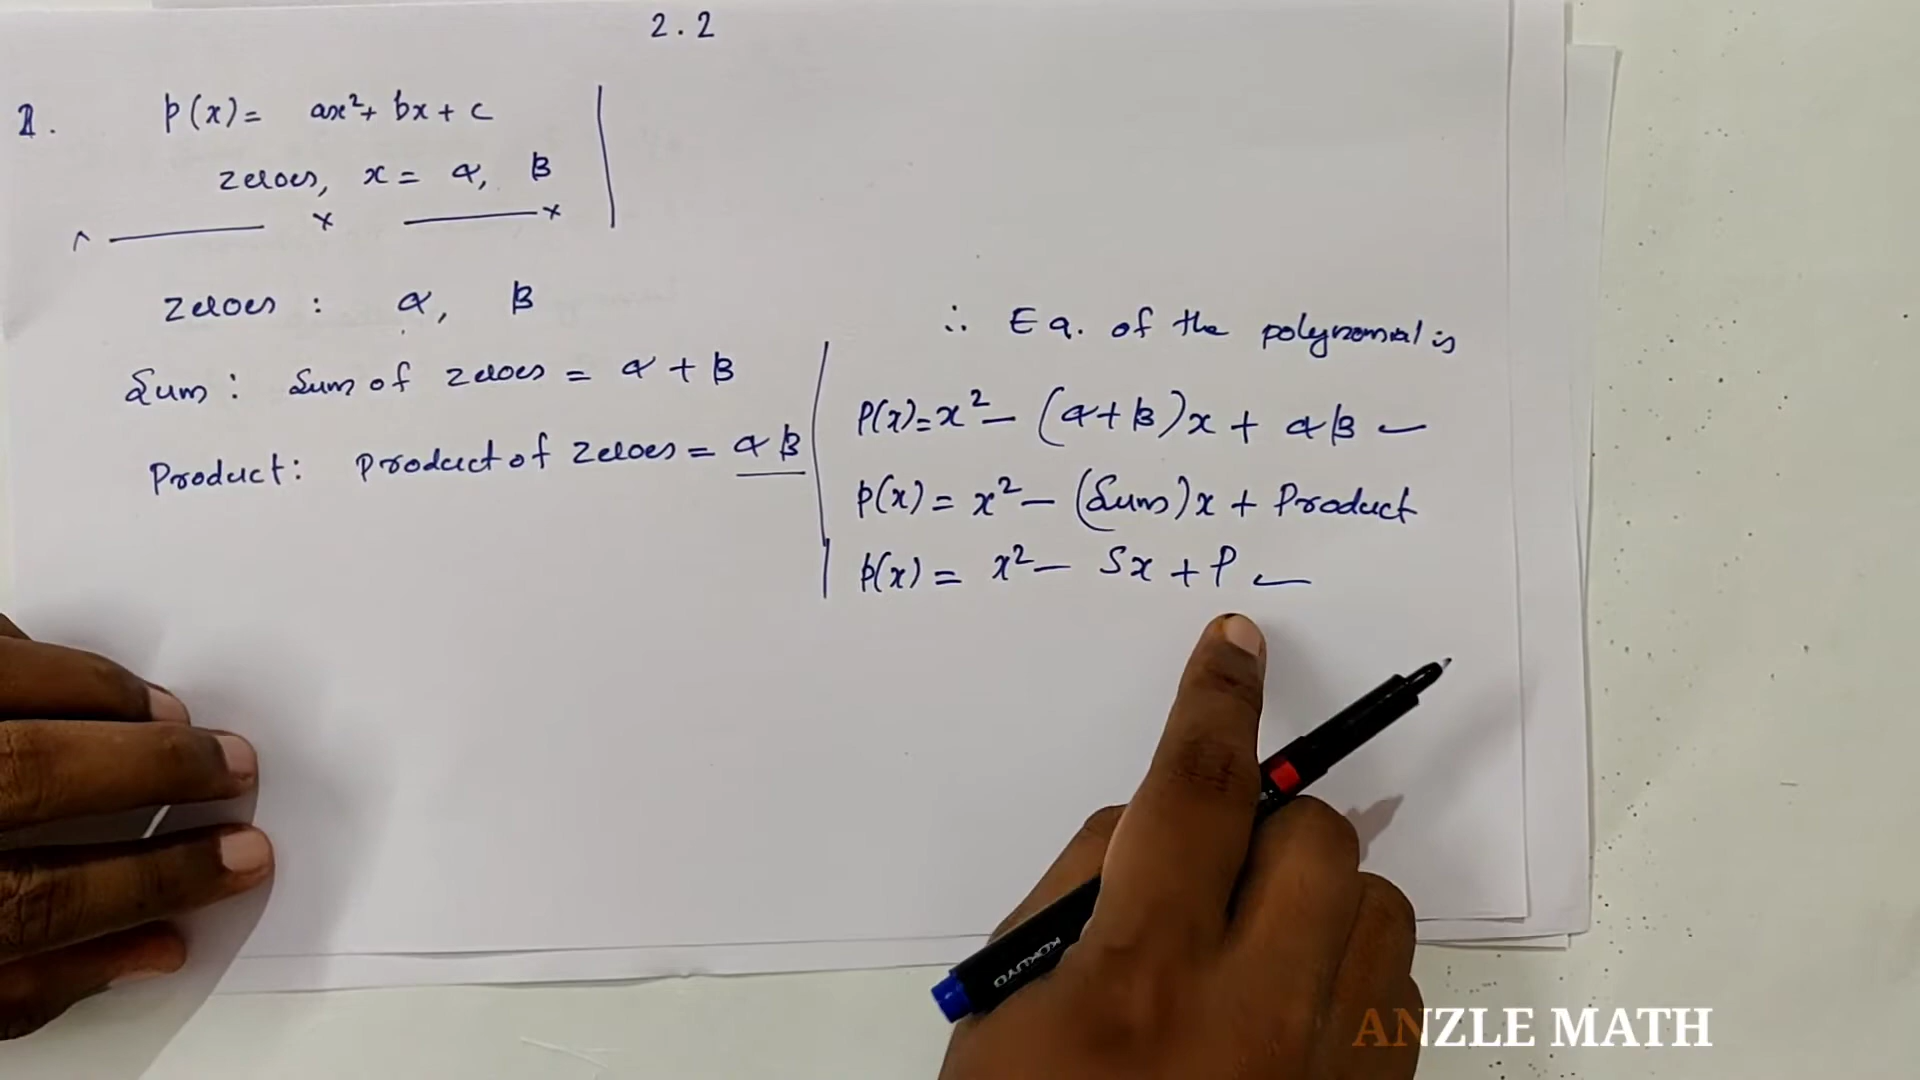 2.2
1.
p(x) = ax² + bx + c
zeroes, x = α, β
zeroes : α, β
Sum : Sum of zeroes = α + β
Product : Product of zeroes = αβ
∴ Eq. of the polynomial is
P(x) = x² – (α+β)x + αβ
p(x) = x² – (Sum)x + Product
p(x) = x² – Sx + P
KOKUYO
ANZLE MATH